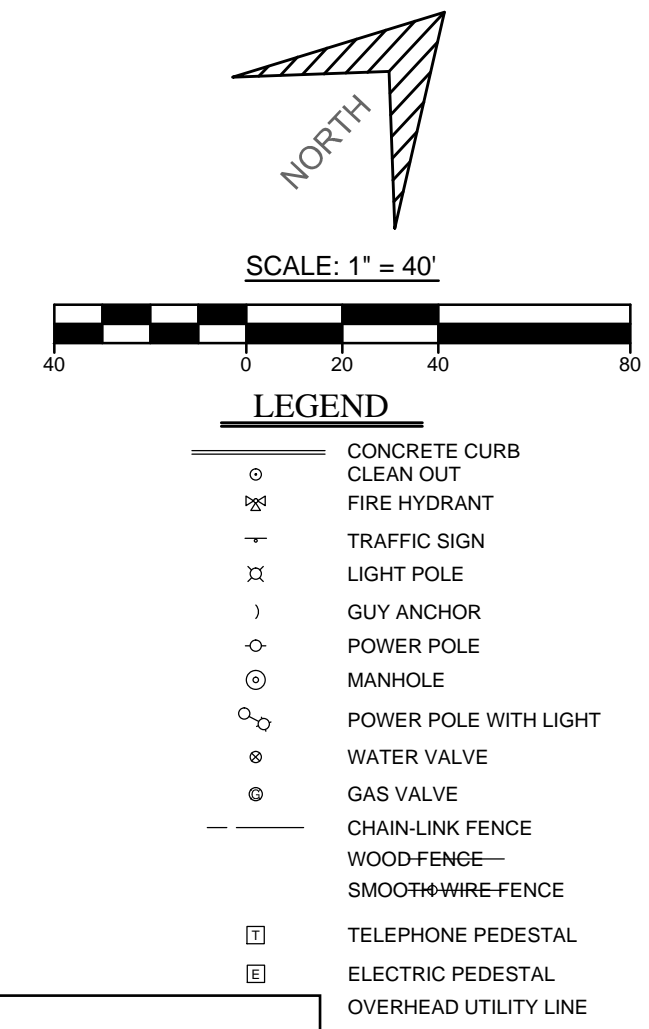 NORTH
SCALE: 1" = 40'
40 0 20 40 80
LEGEND
CONCRETE CURB
CLEAN OUT
FIRE HYDRANT
TRAFFIC SIGN
LIGHT POLE
GUY ANCHOR
POWER POLE
MANHOLE
POWER POLE WITH LIGHT
WATER VALVE
G GAS VALVE
CHAIN-LINK FENCE
WOOD FENCE
SMOOTH WIRE FENCE
T TELEPHONE PEDESTAL
E ELECTRIC PEDESTAL
OVERHEAD UTILITY LINE